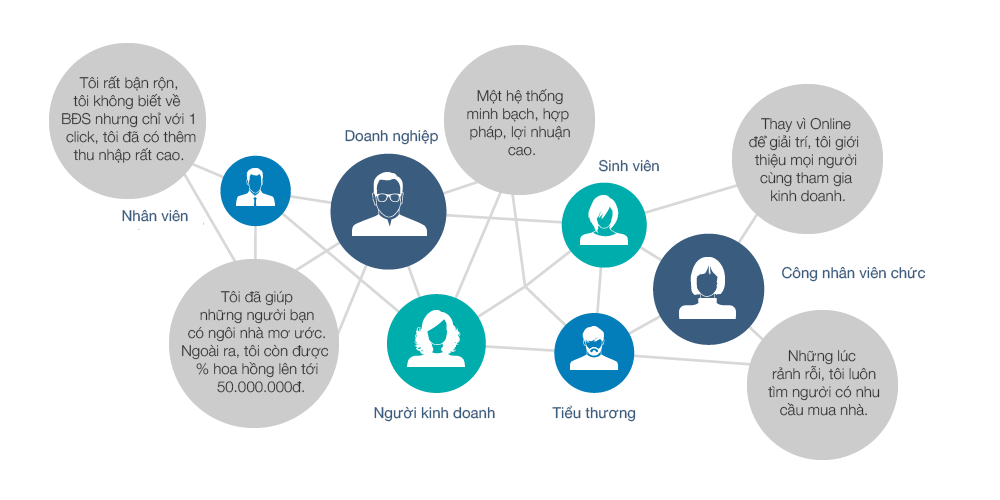 Tôi rất bận rộn,
tôi không biết về
BĐS nhưng chỉ với 1
click, tôi đã có thêm
thu nhập rất cao.
Doanh nghiệp
Một hệ thống
minh bạch, hợp
pháp, lợi nhuận
cao.
Sinh viên
Thay vì Online
để giải trí, tôi giới
thiệu mọi người
cùng tham gia
kinh doanh.
Nhân viên
Công nhân viên chức
Tôi đã giúp
những người bạn
có ngôi nhà mơ ước.
Ngoài ra, tôi còn được
% hoa hồng lên tới
50.000.000đ.
Những lúc
rảnh rỗi, tôi luôn
tìm người có nhu
cầu mua nhà.
Người kinh doanh
Tiểu thương